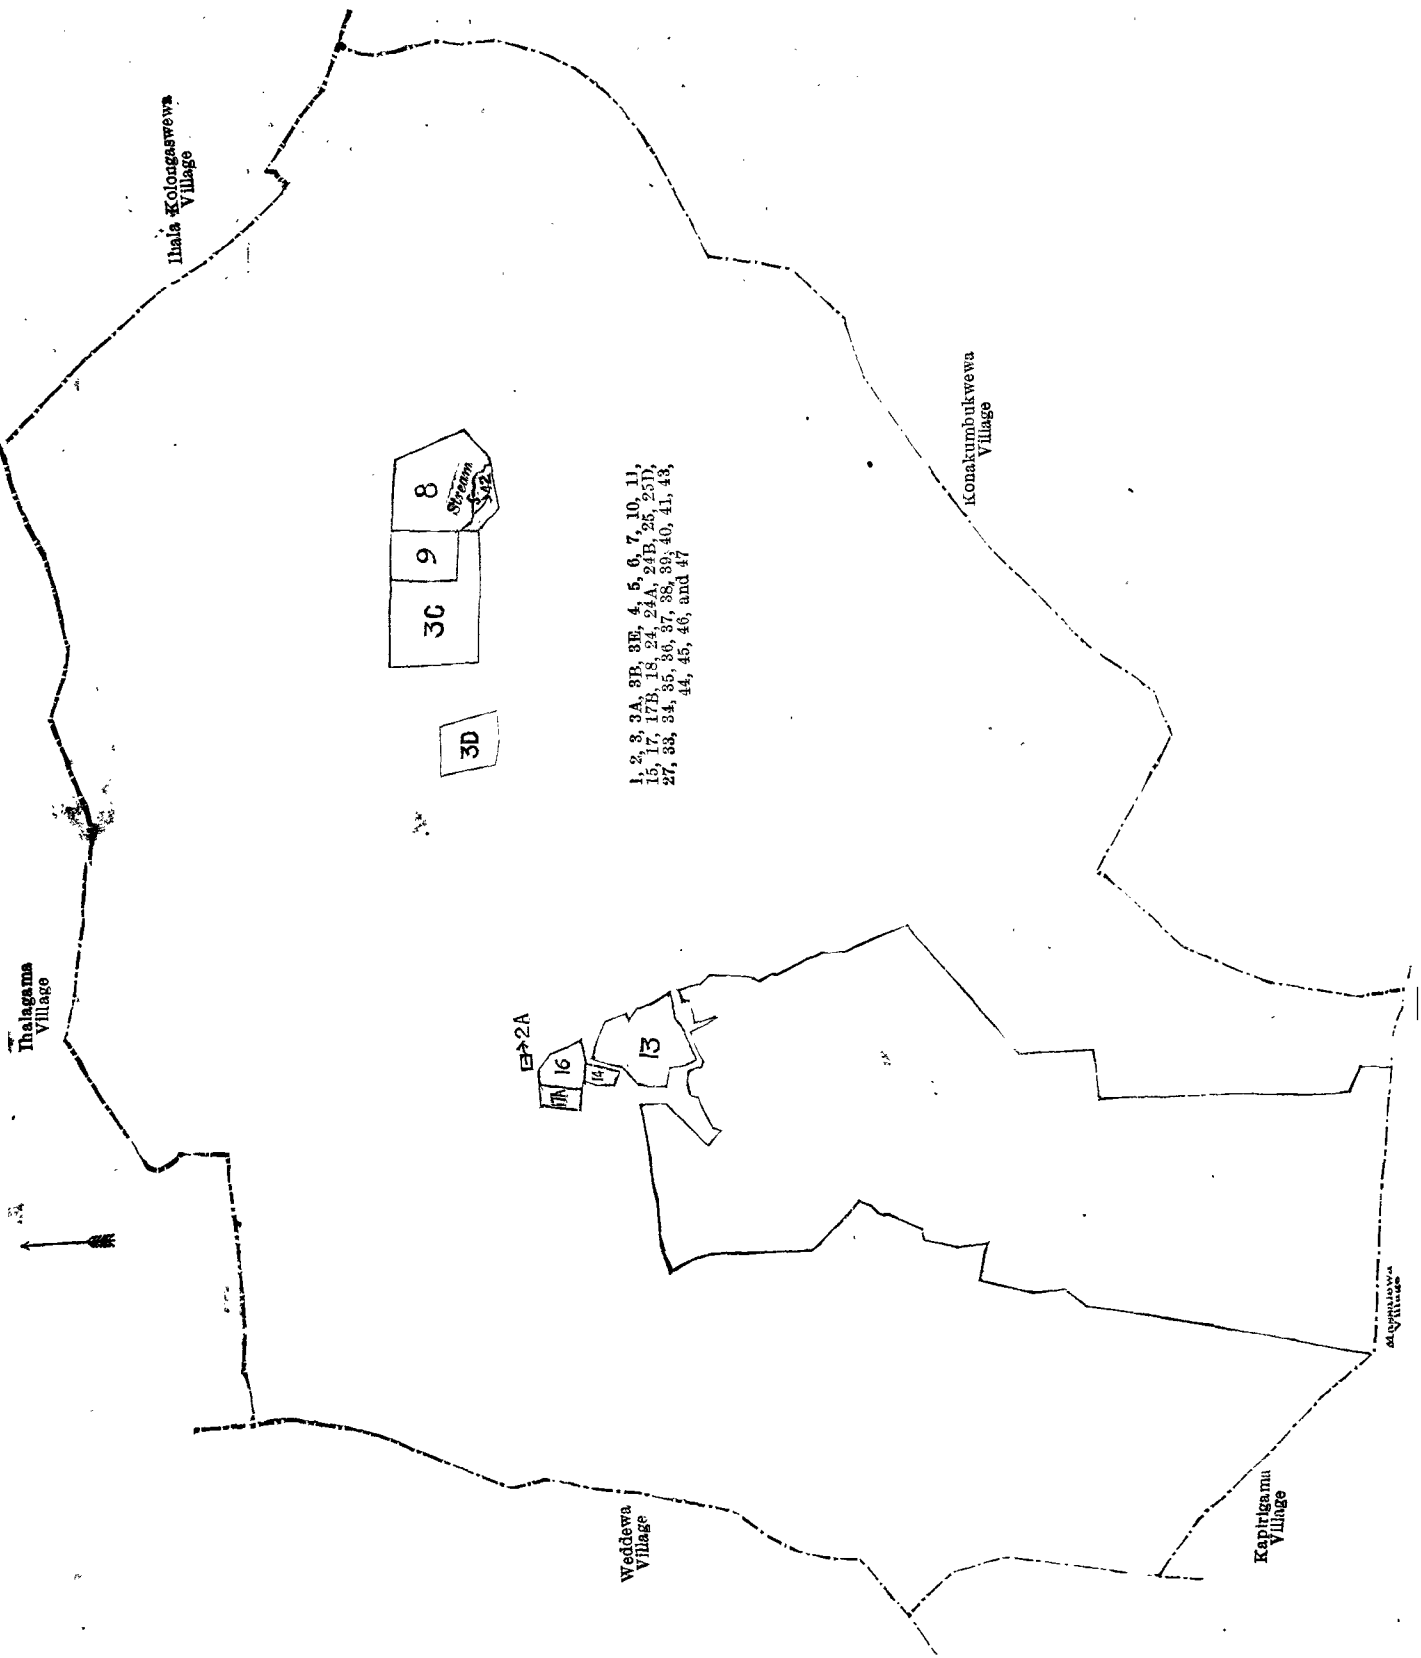 Ihala Kolongaswewa
Village
Ihalagama
Village
8
Stream
42
9
3C
3D
1, 2, 3, 3A, 3B, 3E, 4, 5, 6, 7, 10, 11,
15, 17, 17B, 18, 24, 24A, 24B, 25, 25D,
27, 33, 34, 35, 36, 37, 38, 39, 40, 41, 43,
44, 45, 46, and 47
Konakumbukwewa
Village
2A
16
17A
14
13
Weddewa
Village
Kapirigama
Village
Village